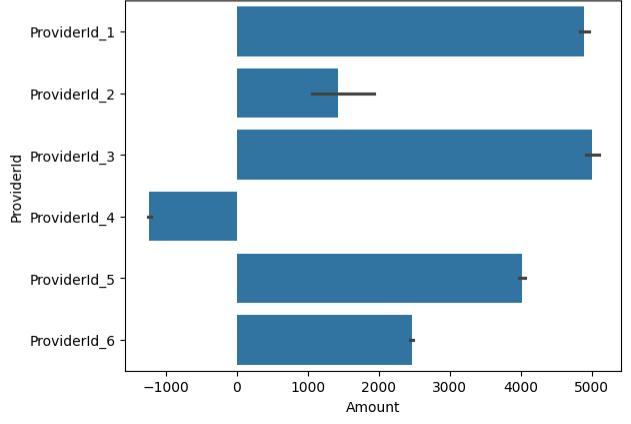 ProviderId_1
ProviderId_2
ProviderId_3
ProviderId_4
ProviderId_5
ProviderId_6
ProviderId
−1000 0 1000 2000 3000 4000 5000
Amount